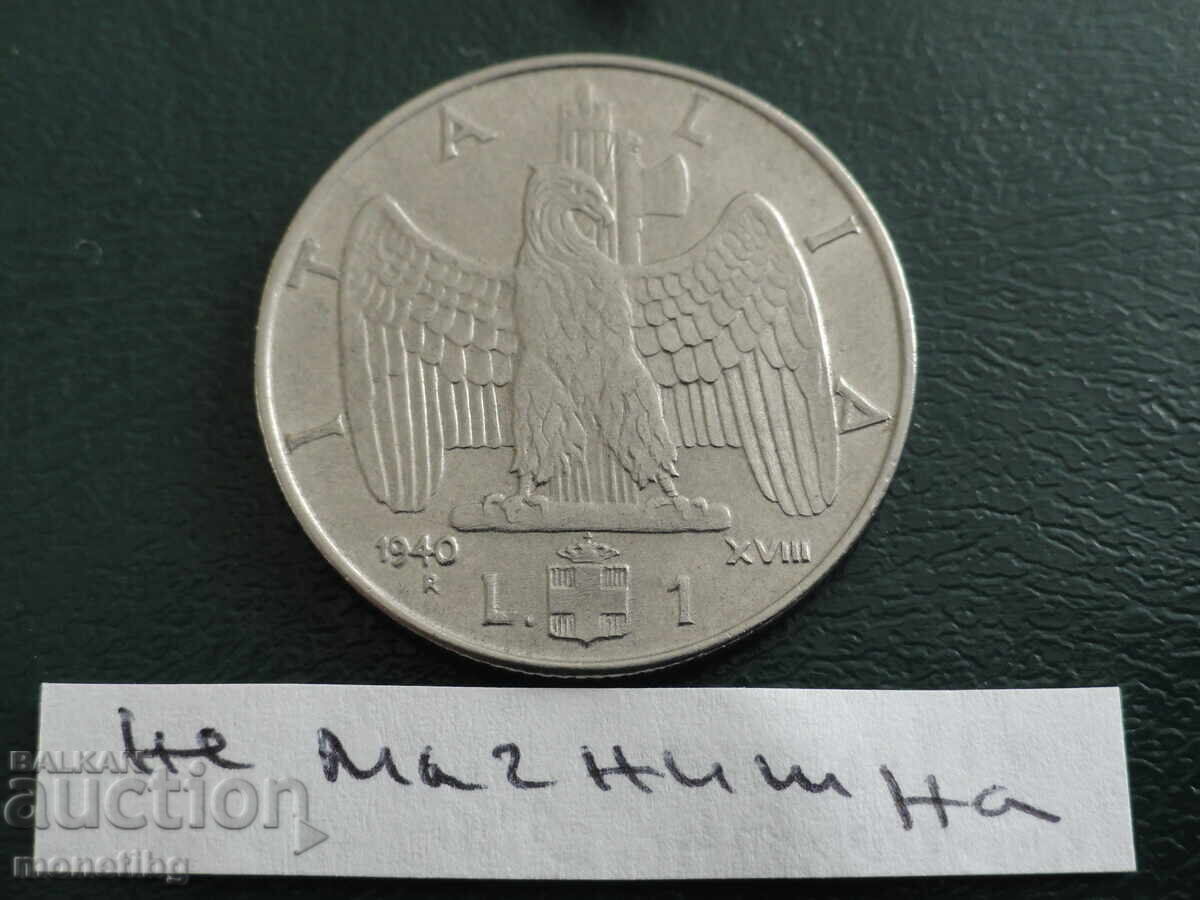 ITALIA
1940 XVIII
R
L. 1
не магнитна
BALKAN
auction
monetibg